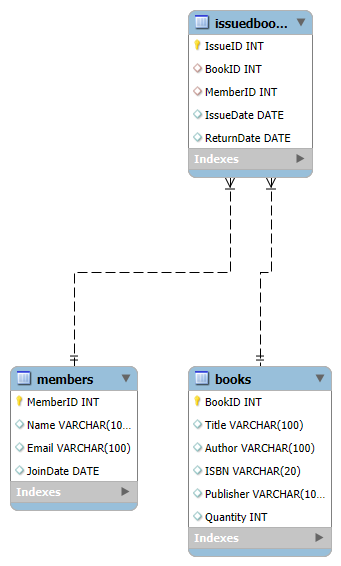 issuedboo...
IssueID INT
BookID INT
MemberID INT
IssueDate DATE
ReturnDate DATE
Indexes
members
MemberID INT
Name VARCHAR(10...
Email VARCHAR(100)
JoinDate DATE
Indexes
books
BookID INT
Title VARCHAR(100)
Author VARCHAR(100)
ISBN VARCHAR(20)
Publisher VARCHAR(10...
Quantity INT
Indexes